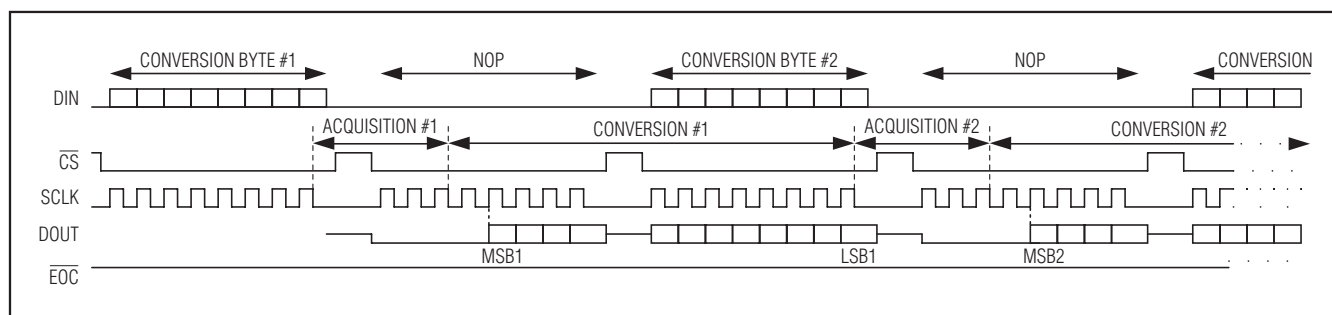 CONVERSION BYTE #1 NOP CONVERSION BYTE #2 NOP CONVERSION
DIN
ACQUISITION #1 CONVERSION #1 ACQUISITION #2 CONVERSION #2
CS
SCLK
DOUT
MSB1 LSB1 MSB2
EOC